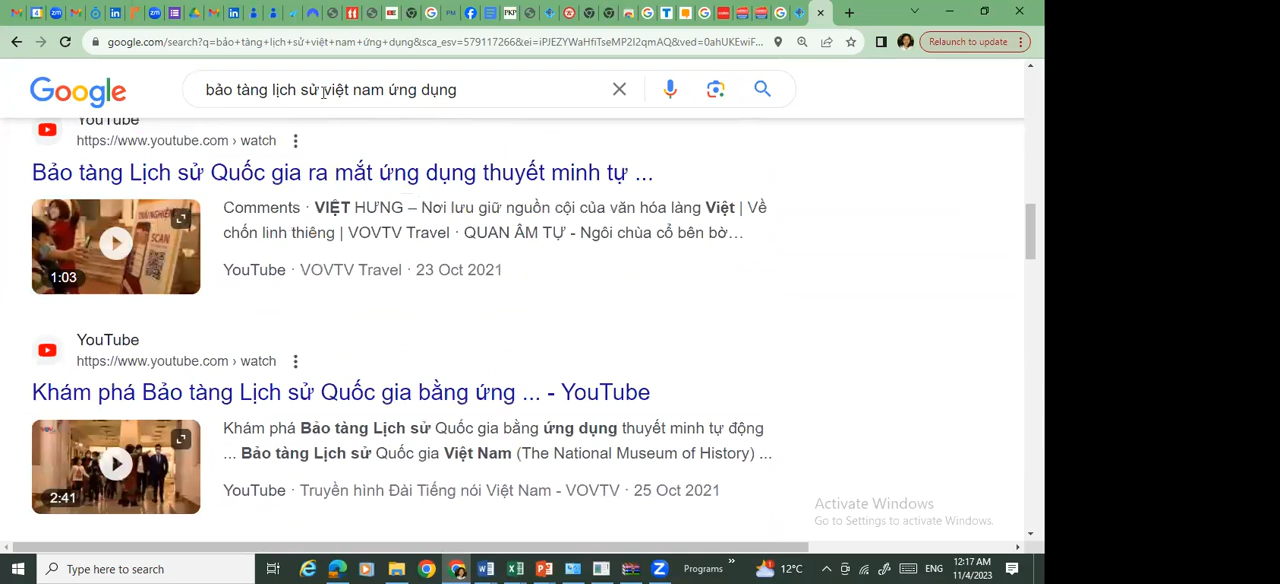 google.com/search?q=bảo+tàng+lịch+sử+việt+nam+ứng+dụng&sca_esv=579117266&ei=iPJEZYWaHfiTseMP2I2qmAQ&ved=0ahUKEwiF...
Relaunch to update
Google
bảo tàng lịch sử việt nam ứng dụng
YouTube
https://www.youtube.com › watch
Bảo tàng Lịch sử Quốc gia ra mắt ứng dụng thuyết minh tự ...
Comments · VIỆT HƯNG – Nơi lưu giữ nguồn cội của văn hóa làng Việt | Về
chốn linh thiêng | VOVTV Travel · QUAN ÂM TỰ - Ngôi chùa cổ bên bờ…
SCAN
1:03
YouTube · VOVTV Travel · 23 Oct 2021
YouTube
https://www.youtube.com › watch
Khám phá Bảo tàng Lịch sử Quốc gia bằng ứng ... - YouTube
Khám phá Bảo tàng Lịch sử Quốc gia bằng ứng dụng thuyết minh tự động
... Bảo tàng Lịch sử Quốc gia Việt Nam (The National Museum of History) ...
2:41
YouTube · Truyền hình Đài Tiếng nói Việt Nam - VOVTV · 25 Oct 2021
Activate Windows
Go to Settings to activate Windows.
Type here to search
Programs
12°C
ENG
12:17 AM
11/4/2023